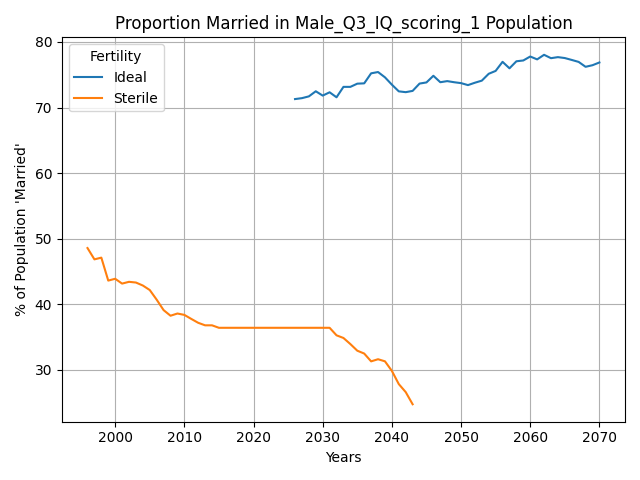 Proportion Married in Male_Q3_IQ_scoring_1 Population
Fertility
Ideal
Sterile
% of Population 'Married'
80
70
60
50
40
30
2000 2010 2020 2030 2040 2050 2060 2070
Years